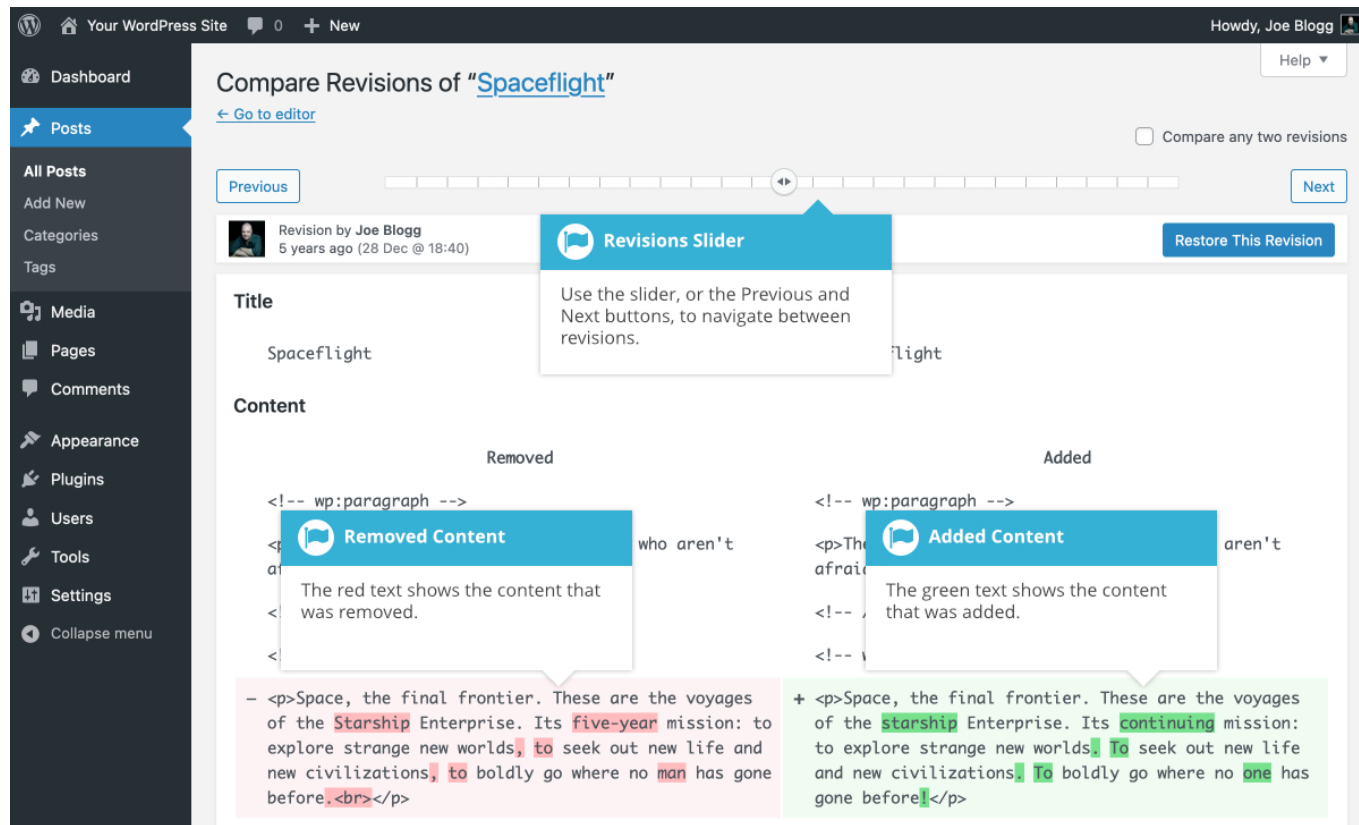 Your WordPress Site 0 + New Howdy, Joe Blogg
Help ▼
Dashboard
Posts
All Posts
Add New
Categories
Tags
Media
Pages
Comments
Appearance
Plugins
Users
Tools
Settings
Collapse menu
Compare Revisions of “Spaceflight”
← Go to editor
Compare any two revisions
Previous
Next
Revision by Joe Blogg
5 years ago (28 Dec @ 18:40)
Restore This Revision
Revisions Slider
Use the slider, or the Previous and
Next buttons, to navigate between
revisions.
Title
Spaceflight
flight
Content
Removed
Added
<!-- wp:paragraph -->
who aren't
Removed Content
The red text shows the content that
was removed.
– <p>Space, the final frontier. These are the voyages
of the Starship Enterprise. Its five-year mission: to
explore strange new worlds, to seek out new life and
new civilizations, to boldly go where no man has gone
before.<br></p>
<!-- wp:paragraph -->
<p>The aren't
afraid
<!--
<!--
Added Content
The green text shows the content
that was added.
+ <p>Space, the final frontier. These are the voyages
of the starship Enterprise. Its continuing mission:
to explore strange new worlds. To seek out new life
and new civilizations. To boldly go where no one has
gone before!</p>